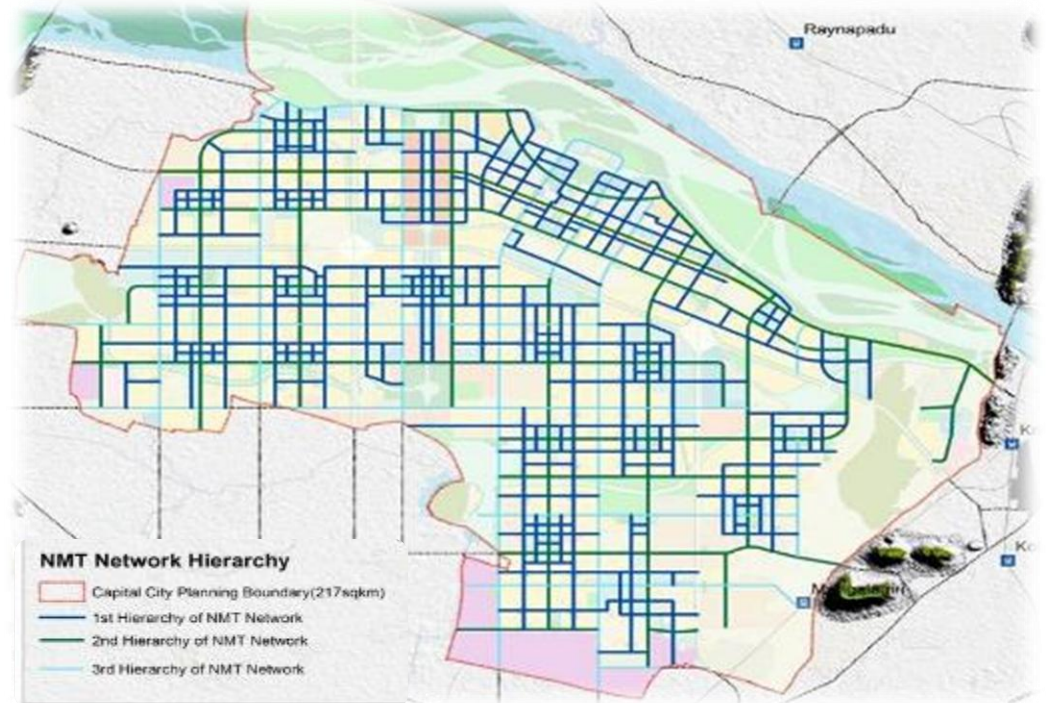 Raynapadu
K
Ko
NMT Network Hierarchy
Capital City Planning Boundary(217sqkm)
1st Hierarchy of NMT Network
2nd Hierarchy of NMT Network
3rd Hierarchy of NMT Network